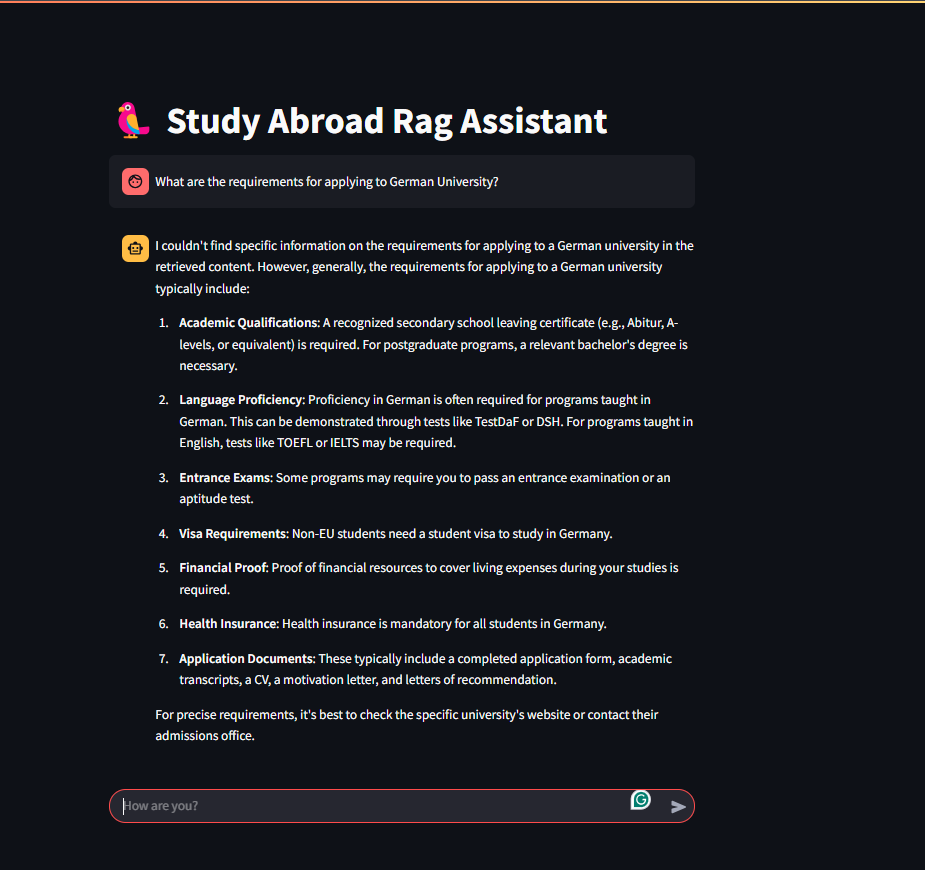 Study Abroad Rag Assistant
What are the requirements for applying to German University?
I couldn't find specific information on the requirements for applying to a German university in the
retrieved content. However, generally, the requirements for applying to a German university
typically include:
1. Academic Qualifications: A recognized secondary school leaving certificate (e.g., Abitur, A-
levels, or equivalent) is required. For postgraduate programs, a relevant bachelor's degree is
necessary.
2. Language Proficiency: Proficiency in German is often required for programs taught in
German. This can be demonstrated through tests like TestDaF or DSH. For programs taught in
English, tests like TOEFL or IELTS may be required.
3. Entrance Exams: Some programs may require you to pass an entrance examination or an
aptitude test.
4. Visa Requirements: Non-EU students need a student visa to study in Germany.
5. Financial Proof: Proof of financial resources to cover living expenses during your studies is
required.
6. Health Insurance: Health insurance is mandatory for all students in Germany.
7. Application Documents: These typically include a completed application form, academic
transcripts, a CV, a motivation letter, and letters of recommendation.
For precise requirements, it's best to check the specific university's website or contact their
admissions office.
How are you?